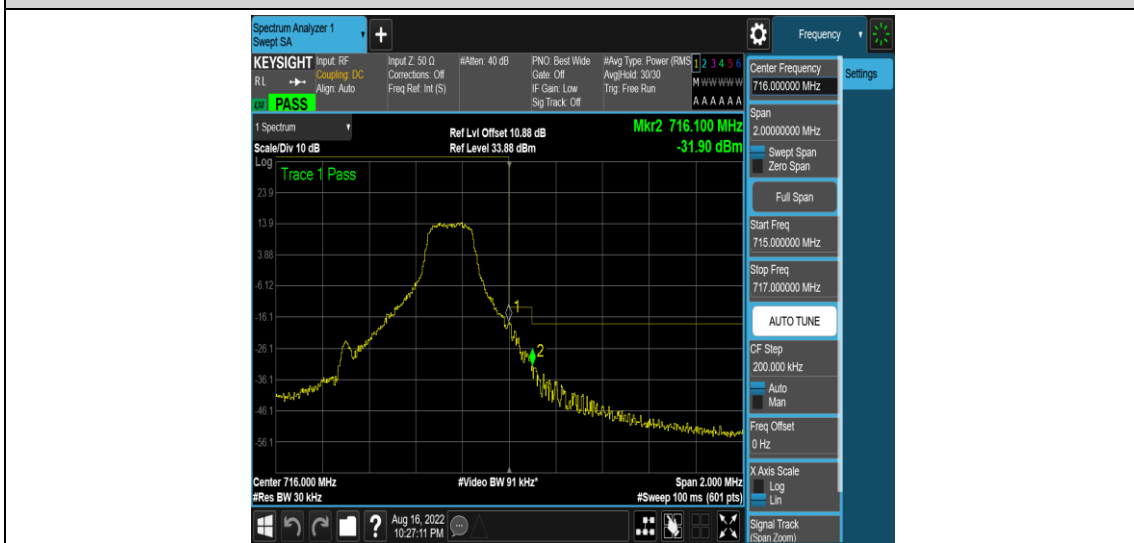 Spectrum Analyzer 1
Swept SA
+
Frequency
KEYSIGHT
RL
Input: RF
Coupling: DC
Align: Auto
Input Z: 50 Ω
Corrections: Off
Freq Ref: Int (S)
#Atten: 40 dB
PNO: Best Wide
Gate: Off
IF Gain: Low
Sig Track: Off
#Avg Type: Power (RMS
Avg|Hold: 30/30
Trig: Free Run
1 2 3 4 5 6
M W W W W W
A A A A A A
PASS
1 Spectrum
Scale/Div 10 dB
Ref Lvl Offset 10.88 dB
Ref Level 33.88 dBm
Mkr2 716.100 MHz
-31.90 dBm
Log
Trace 1 Pass
23.9
13.9
3.88
-6.12
-16.1
-26.1
-36.1
-46.1
-56.1
1
2
Center 716.000 MHz
#Res BW 30 kHz
#Video BW 91 kHz*
Span 2.000 MHz
#Sweep 100 ms (601 pts)
Center Frequency
716.000000 MHz
Settings
Span
2.00000000 MHz
Swept Span
Zero Span
Full Span
Start Freq
715.000000 MHz
Stop Freq
717.000000 MHz
AUTO TUNE
CF Step
200.000 kHz
Auto
Man
Freq Offset
0 Hz
X Axis Scale
Log
Lin
Signal Track
(Span Zoom)
?
Aug 16, 2022
10:27:11 PM